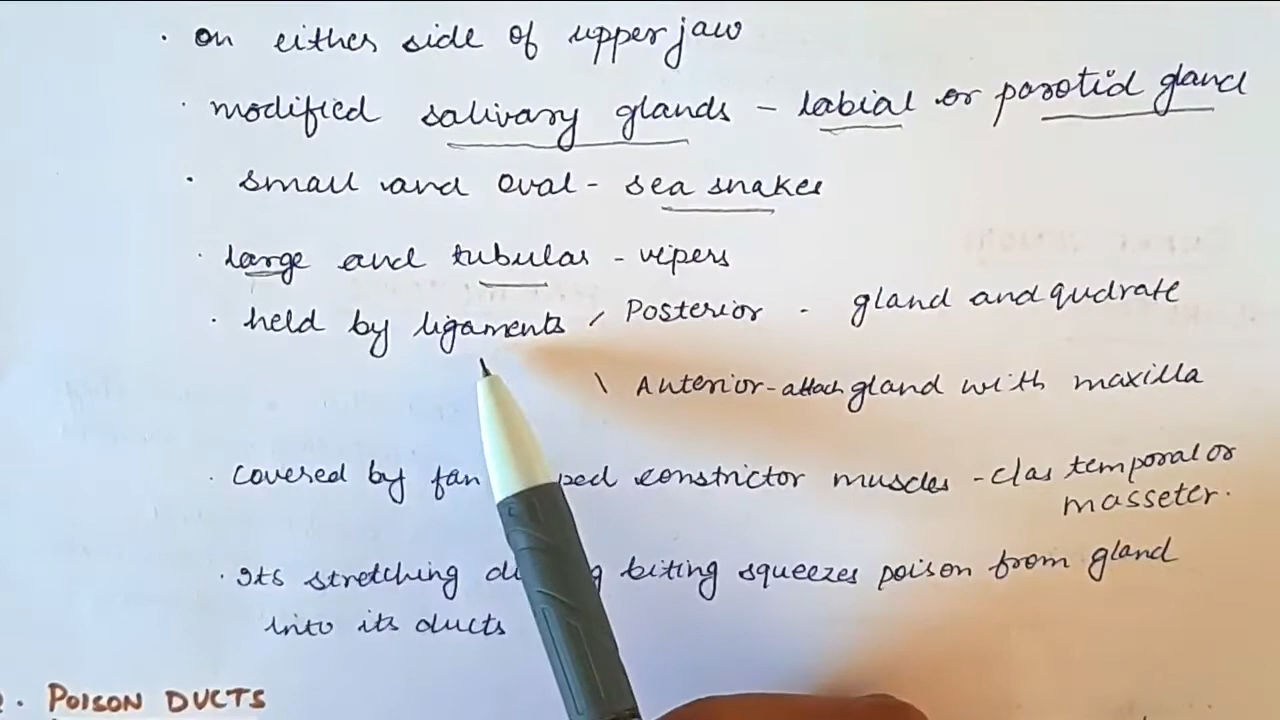 · on either side of upper jaw
· modified salivary glands - labial or parotid gland
· small and oval - sea snakes
· large and tubular - vipers
· held by ligaments / Posterior - gland and qudrate
\ Anterior - attach gland with maxilla
· covered by fan constrictor muscles - clas temporal or
masseter.
· Its stretching biting squeezes poison from gland
into its ducts
. POISON DUCTS